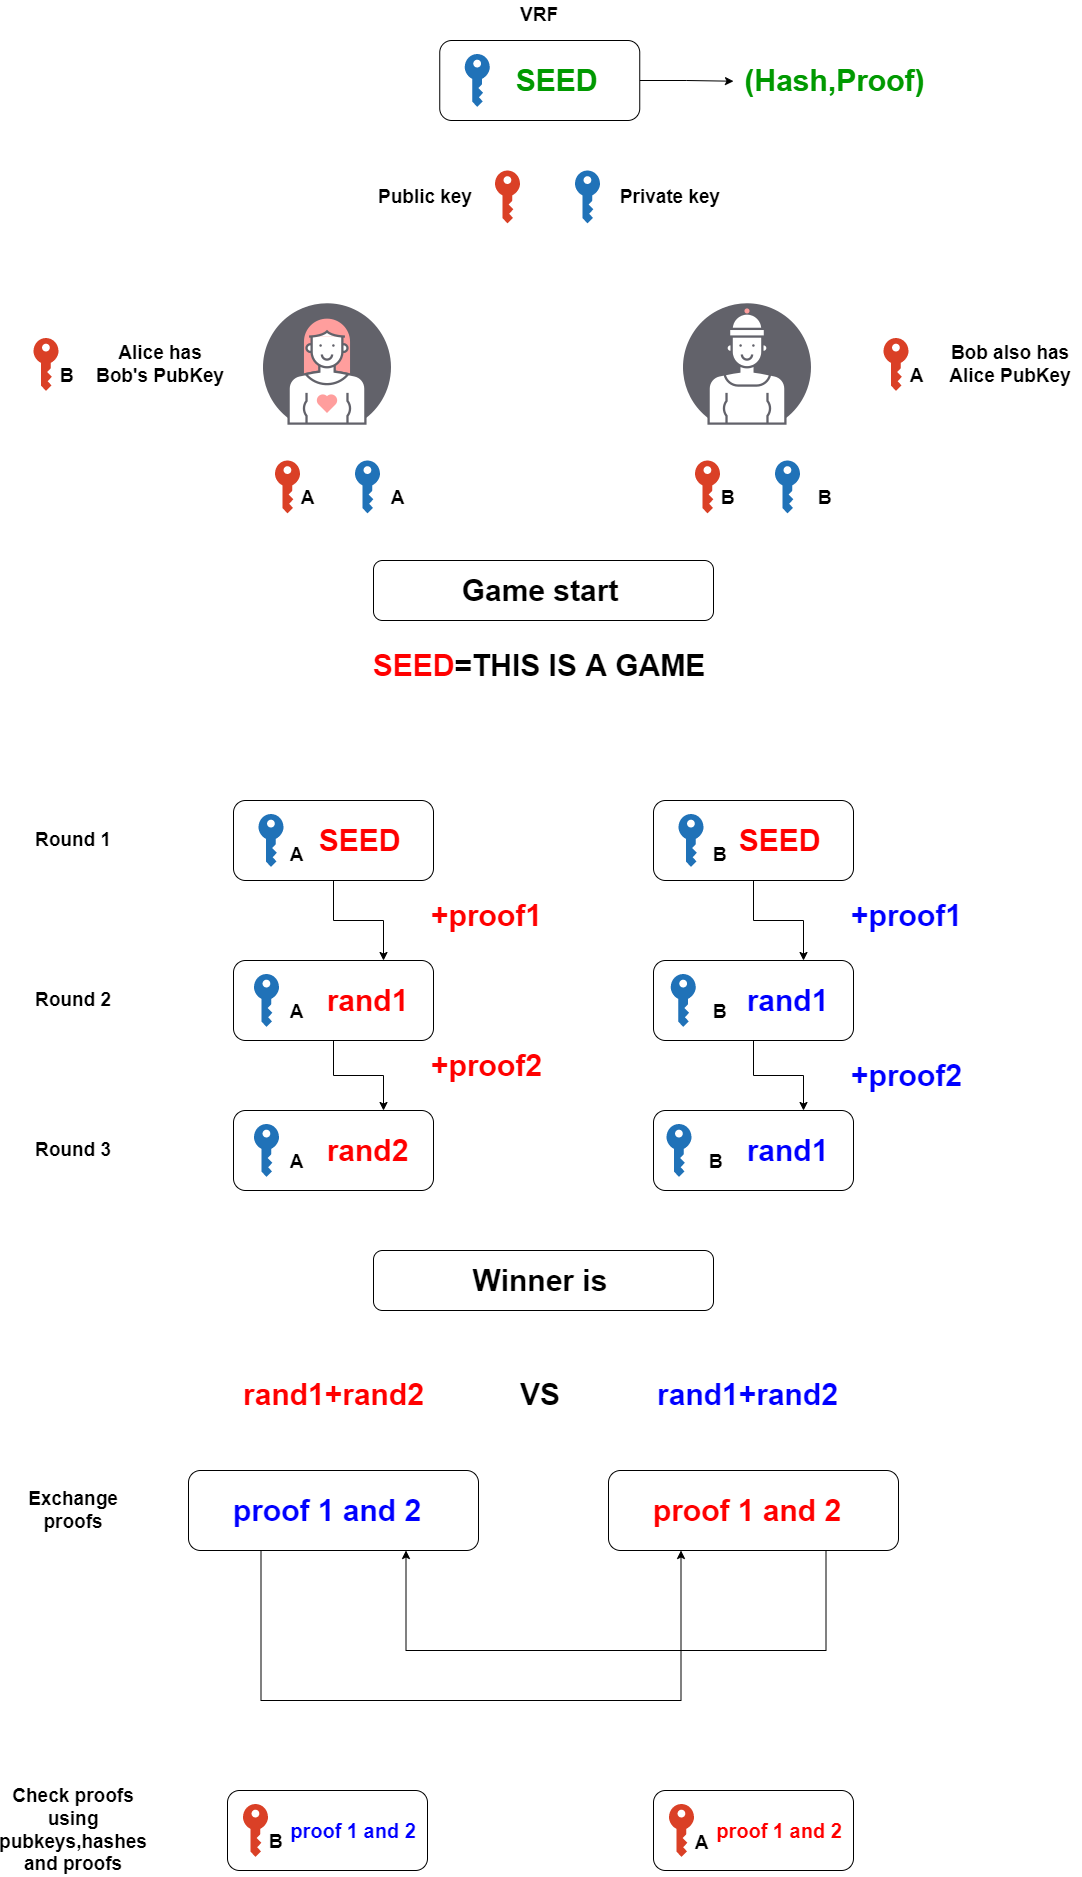 VRF
SEED
(Hash,Proof)
Public key
Private key
B
Alice has
Bob's PubKey
A
Bob also has
Alice PubKey
A
A
B
B
Game start
SEED=THIS IS A GAME
Round 1
A SEED
B SEED
+proof1
+proof1
Round 2
A rand1
B rand1
+proof2
+proof2
Round 3
A rand2
B rand1
Winner is
rand1+rand2
VS
rand1+rand2
Exchange
proofs
proof 1 and 2
proof 1 and 2
Check proofs
using
pubkeys,hashes
and proofs
B proof 1 and 2
A proof 1 and 2